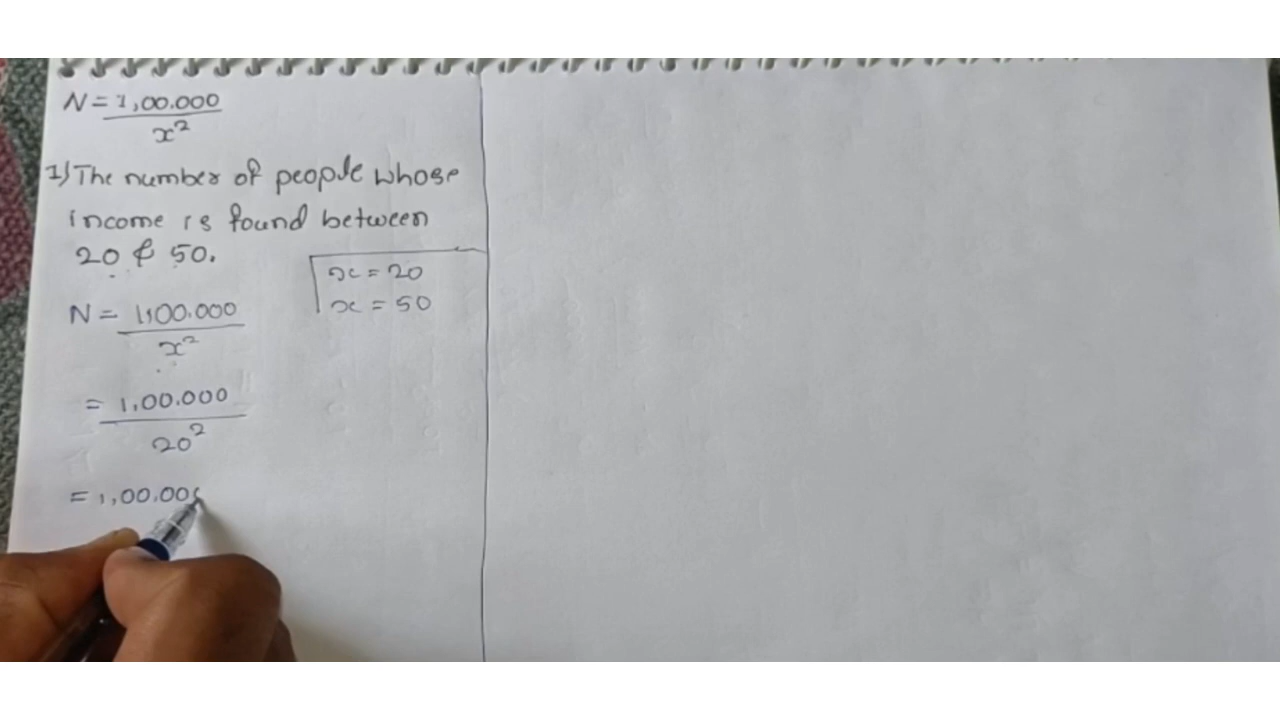 N = 1,00.000
x²
1) The number of people whose
income is found between
20 & 50.
x = 20
x = 50
N = 1,00.000
x²
= 1,00.000
20²
= 1,00.000